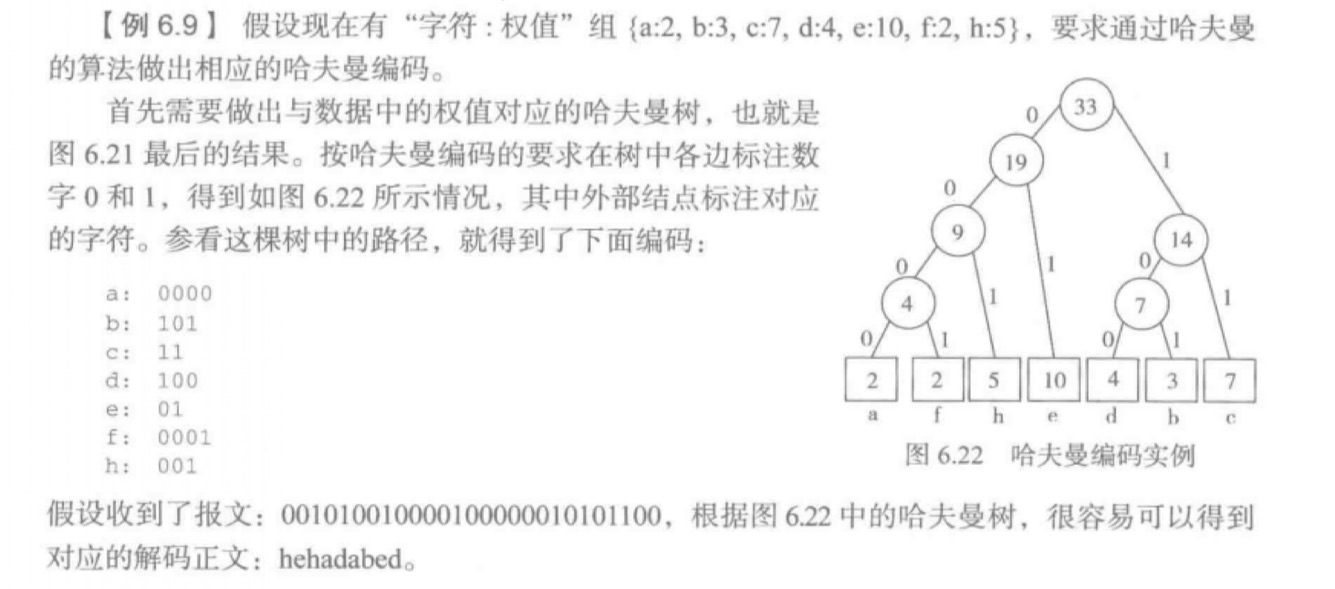 【例 6.9】 假设现在有“字符:权值”组 {a:2, b:3, c:7, d:4, e:10, f:2, h:5}，要求通过哈夫曼
的算法做出相应的哈夫曼编码。
首先需要做出与数据中的权值对应的哈夫曼树，也就是
图 6.21 最后的结果。按哈夫曼编码的要求在树中各边标注数
字 0 和 1，得到如图 6.22 所示情况，其中外部结点标注对应
的字符。参看这棵树中的路径，就得到了下面编码：
a: 0000
b: 101
c: 11
d: 100
e: 01
f: 0001
h: 001
33
0
19
1
0
9
14
0
1
0
4
1
7
1
0
1
0
1
2
2
5
10
4
3
7
a
f
h
e
d
b
c
图 6.22 哈夫曼编码实例
假设收到了报文：0010100100001000000010101100，根据图 6.22 中的哈夫曼树，很容易可以得到
对应的解码正文：hehadabed。